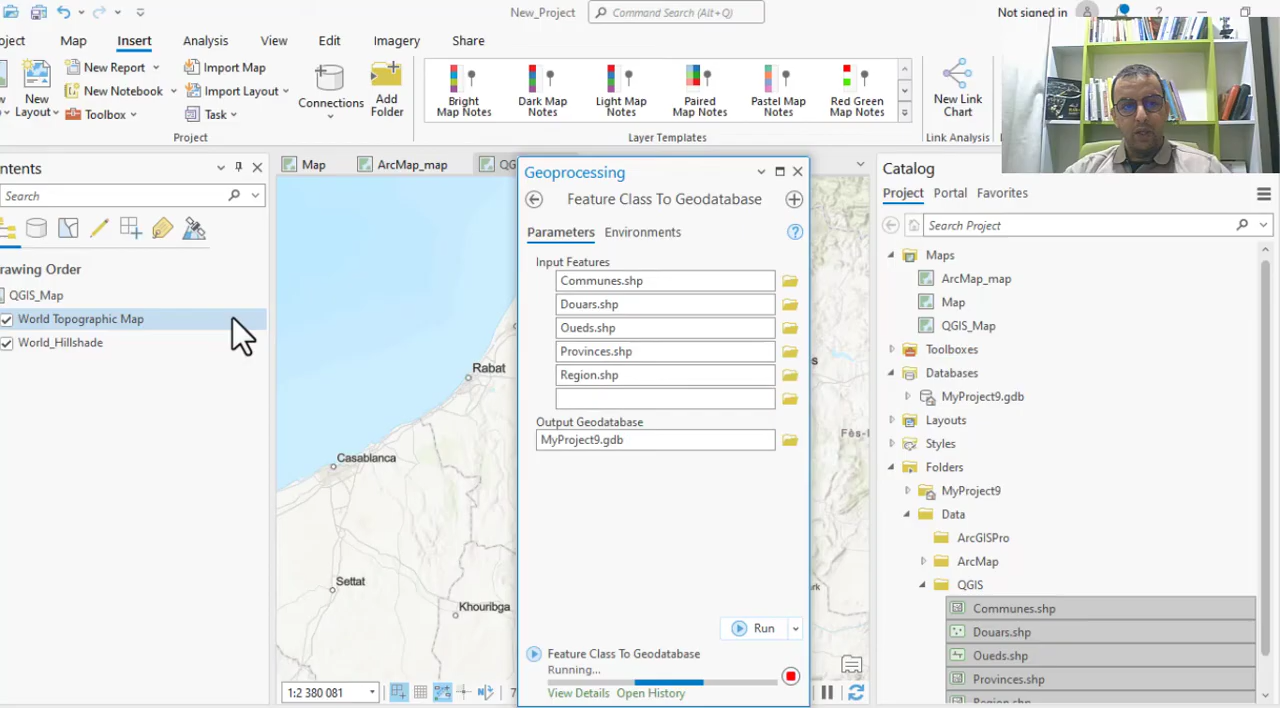 New_Project
Command Search (Alt+Q)
Not signed in
oject Map Insert Analysis View Edit Imagery Share
New Report
New Notebook
Toolbox
New
Layout
Import Map
Import Layout
Task
Connections
Add
Folder
Bright
Map Notes
Dark Map
Notes
Light Map
Notes
Paired
Map Notes
Pastel Map
Notes
Red Green
Map Notes
New Link
Chart
Project
Layer Templates
Link Analysis
ntents
Search
rawing Order
QGIS_Map
World Topographic Map
World_Hillshade
Map
ArcMap_map
QG
Rabat
Casablanca
Settat
Khouribga
Fès-
1:2 380 081
Geoprocessing
Feature Class To Geodatabase
Parameters Environments
Input Features
Communes.shp
Douars.shp
Oueds.shp
Provinces.shp
Region.shp
Output Geodatabase
MyProject9.gdb
Run
Feature Class To Geodatabase
Running...
View Details Open History
Catalog
Project Portal Favorites
Search Project
Maps
ArcMap_map
Map
QGIS_Map
Toolboxes
Databases
MyProject9.gdb
Layouts
Styles
Folders
MyProject9
Data
ArcGISPro
ArcMap
QGIS
Communes.shp
Douars.shp
Oueds.shp
Provinces.shp
Region.shp